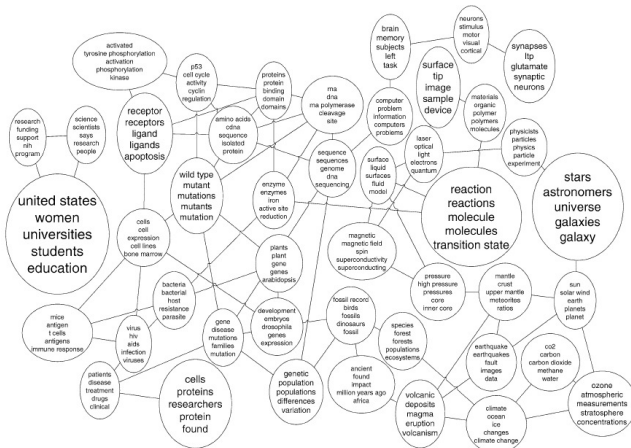 activated
tyrosine phosphorylation
activation
phosphorylation
kinase
p53
cell cycle
activity
cyclin
regulation
proteins
protein
binding
domain
domains
rna
dna
rna polymerase
cleavage
site
brain
memory
subjects
left
task
neurons
stimulus
motor
visual
cortical
synapses
ltp
glutamate
synaptic
neurons
surface
tip
image
sample
device
materials
organic
polymer
polymers
molecules
computer
problem
information
computers
problems
receptor
receptors
ligand
ligands
apoptosis
amino acids
cdna
sequence
isolated
protein
research
funding
support
nih
program
science
scientists
says
research
people
sequence
sequences
genome
dna
sequencing
surface
liquid
surfaces
fluid
model
laser
optical
light
electrons
quantum
physicists
particles
physics
particle
experiment
stars
astronomers
universe
galaxies
galaxy
united states
women
universities
students
education
wild type
mutant
mutations
mutants
mutation
enzyme
enzymes
iron
active site
reduction
reaction
reactions
molecule
molecules
transition state
cells
cell
expression
cell lines
bone marrow
magnetic
magnetic field
spin
superconductivity
superconducting
plants
plant
gene
genes
arabidopsis
bacteria
bacterial
host
resistance
parasite
pressure
high pressure
pressures
core
inner core
mantle
crust
upper mantle
meteorites
ratios
sun
solar wind
earth
planets
planet
mice
antigen
t cells
antigens
immune response
virus
hiv
aids
infection
viruses
gene
disease
mutations
families
mutation
development
embryos
drosophila
genes
expression
fossil record
birds
fossils
dinosaurs
fossil
species
forest
forests
populations
ecosystems
earthquake
earthquakes
fault
images
data
co2
carbon
carbon dioxide
methane
water
patients
disease
treatment
drugs
clinical
cells
proteins
researchers
protein
found
genetic
population
populations
differences
variation
ancient
found
impact
million years ago
africa
volcanic
deposits
magma
eruption
volcanism
climate
ocean
ice
changes
climate change
ozone
atmospheric
measurements
stratosphere
concentrations